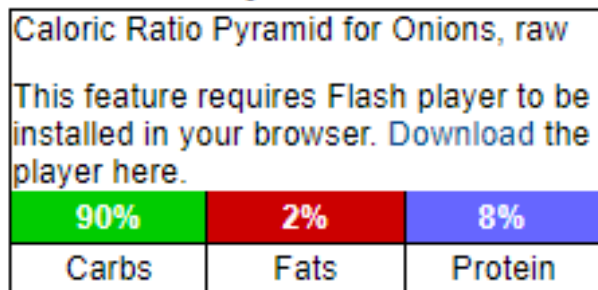 Caloric Ratio Pyramid for Onions, raw
This feature requires Flash player to be
installed in your browser. Download the
player here.
90% 2% 8%
Carbs Fats Protein